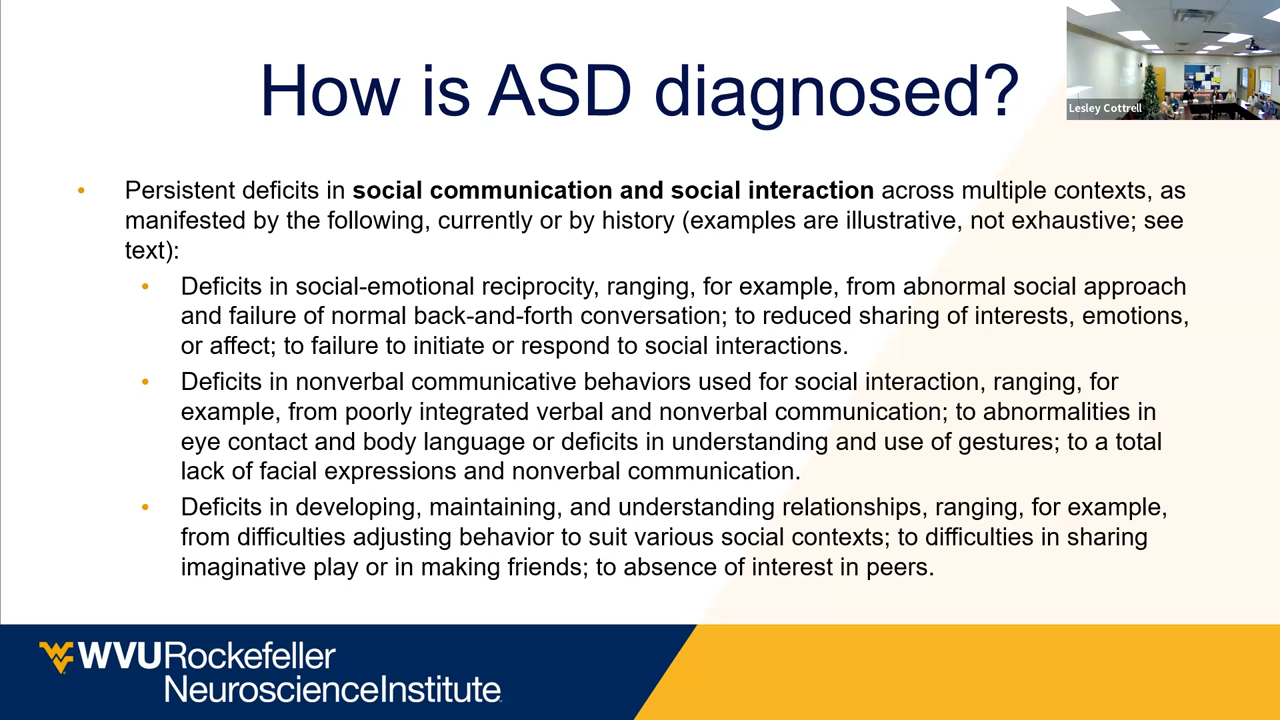 How is ASD diagnosed?
Lesley Cottrell
• Persistent deficits in social communication and social interaction across multiple contexts, as
manifested by the following, currently or by history (examples are illustrative, not exhaustive; see
text):
• Deficits in social-emotional reciprocity, ranging, for example, from abnormal social approach
and failure of normal back-and-forth conversation; to reduced sharing of interests, emotions,
or affect; to failure to initiate or respond to social interactions.
• Deficits in nonverbal communicative behaviors used for social interaction, ranging, for
example, from poorly integrated verbal and nonverbal communication; to abnormalities in
eye contact and body language or deficits in understanding and use of gestures; to a total
lack of facial expressions and nonverbal communication.
• Deficits in developing, maintaining, and understanding relationships, ranging, for example,
from difficulties adjusting behavior to suit various social contexts; to difficulties in sharing
imaginative play or in making friends; to absence of interest in peers.
WVURockefeller
NeuroscienceInstitute